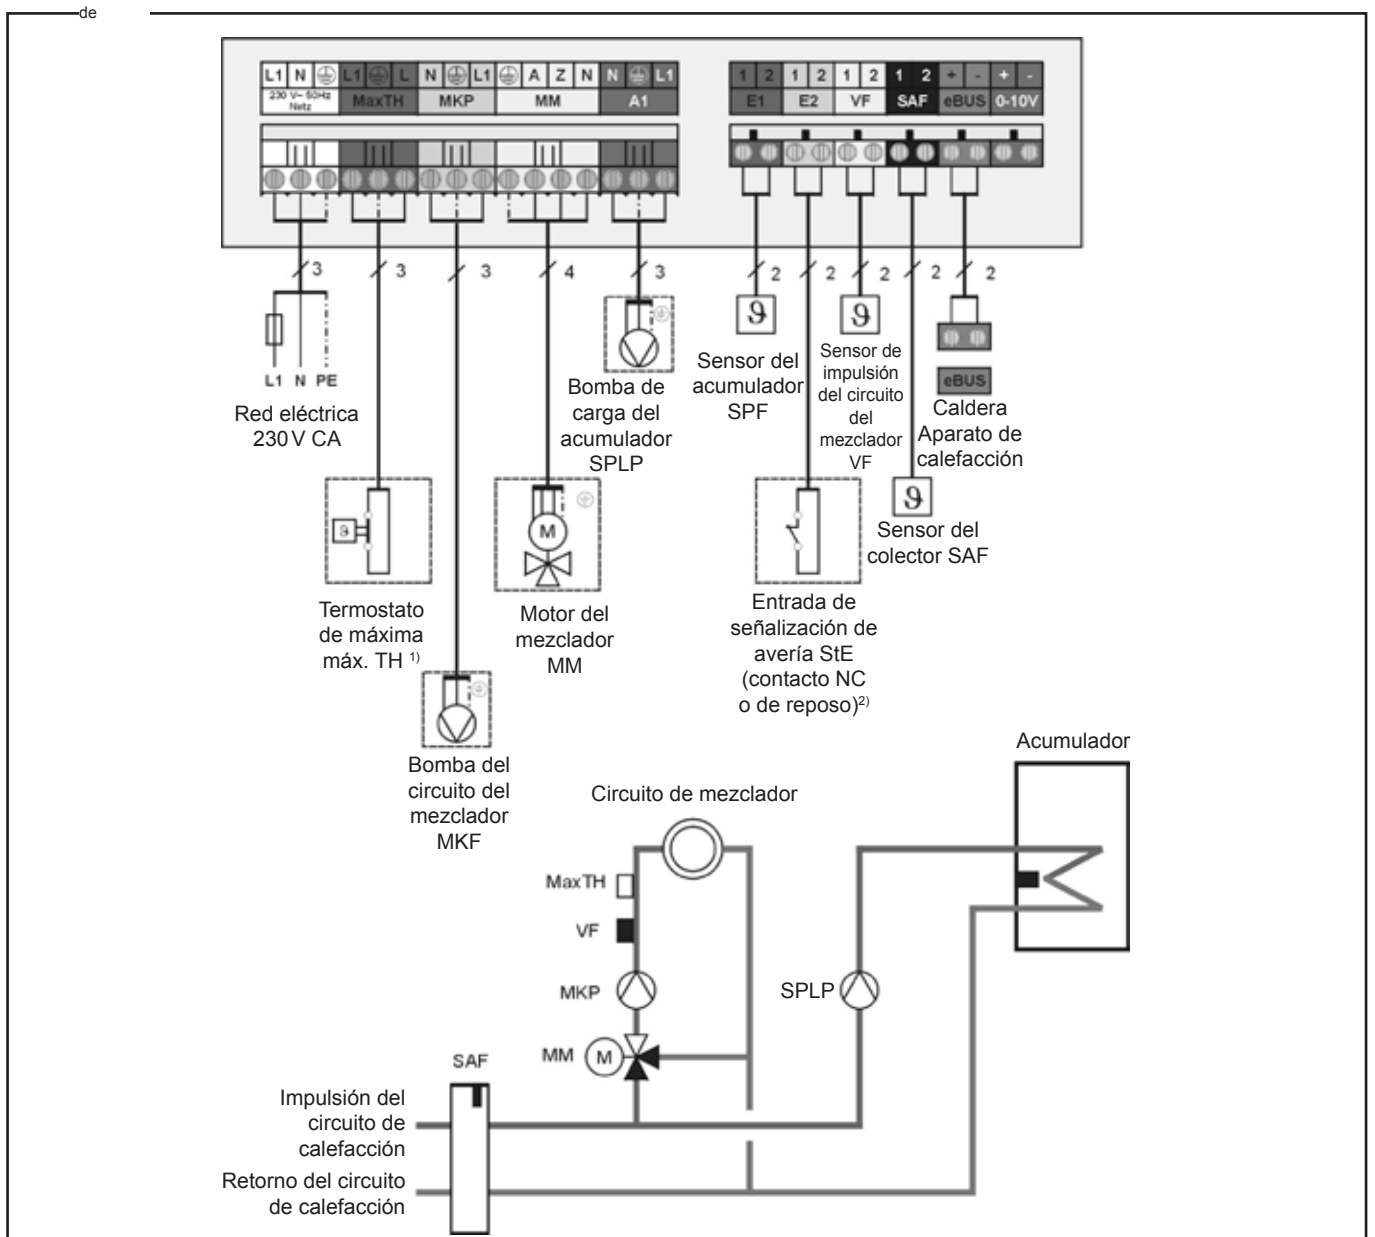 de
L1 N L1 L N L1 A Z N N L1
230 V~ 50Hz
Netz
MaxTH MKP MM A1
1 2 1 2 1 2 1 2 + - + -
E1 E2 VF SAF eBUS 0-10V
3 3 3 4 3 2 2 2 2 2
L1 N PE
Red eléctrica
230 V CA
Bomba de
carga del
acumulador
SPLP
ϑ
Sensor del
acumulador
SPF
ϑ
Sensor de
impulsión
del circuito
del
mezclador
VF
eBUS
Caldera
Aparato de
calefacción
ϑ
Termostato
de máxima
máx. TH 1)
M
Motor del
mezclador
MM
Entrada de
señalización de
avería StE
(contacto NC
o de reposo)2)
ϑ
Sensor del
colector SAF
Bomba del
circuito del
mezclador
MKF
Circuito de mezclador
Acumulador
MaxTH
VF
MKP
SPLP
MM M
SAF
Impulsión del
circuito de
calefacción
Retorno del circuito
de calefacción